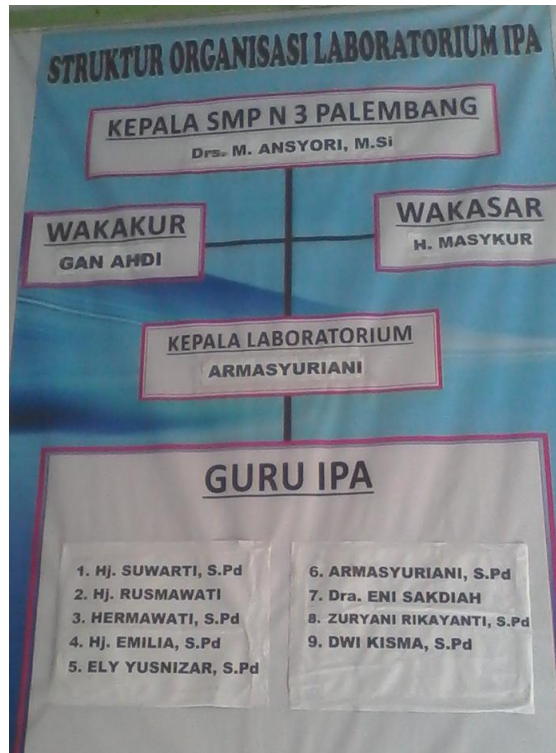 STRUKTUR ORGANISASI LABORATORIUM IPA
KEPALA SMP N 3 PALEMBANG
Drs. M. ANSYORI, M.Si
WAKAKUR
GAN AHDI
WAKASAR
H. MASYKUR
KEPALA LABORATORIUM
ARMASYURIANI
GURU IPA
1. Hj. SUWARTI, S.Pd
2. Hj. RUSMAWATI
3. HERMAWATI, S.Pd
4. Hj. EMILIA, S.Pd
5. ELY YUSNIZAR, S.Pd
6. ARMASYURIANI, S.Pd
7. Dra. ENI SAKDIAH
8. ZURYANI RIKAYANTI, S.Pd
9. DWI KISMA, S.Pd